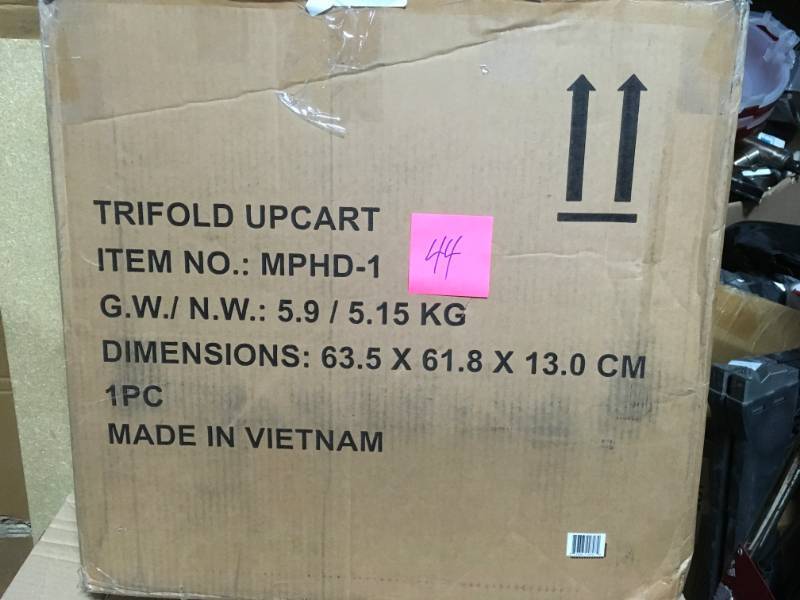 TRIFOLD UPCART
44
ITEM NO.: MPHD-1
G.W./ N.W.: 5.9 / 5.15 KG
DIMENSIONS: 63.5 X 61.8 X 13.0 CM
1PC
MADE IN VIETNAM